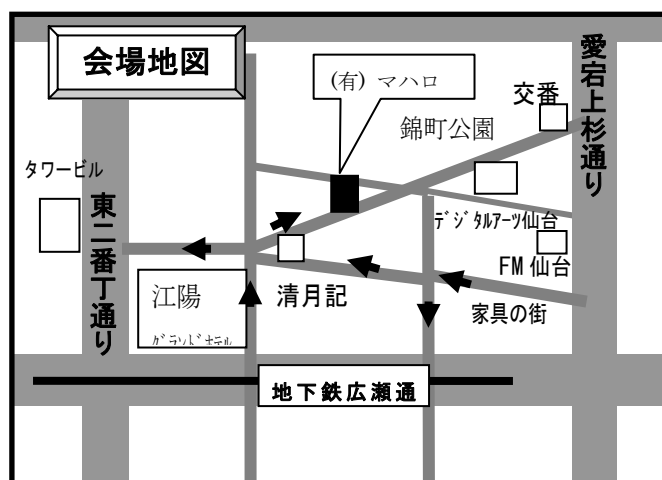 会場地図
(有) マハロ
愛宕上杉通り
交番
錦町公園
タワービル
東二番丁通り
デジタルアーツ仙台
FM 仙台
江陽
グランドホテル
清月記
家具の街
地下鉄広瀬通